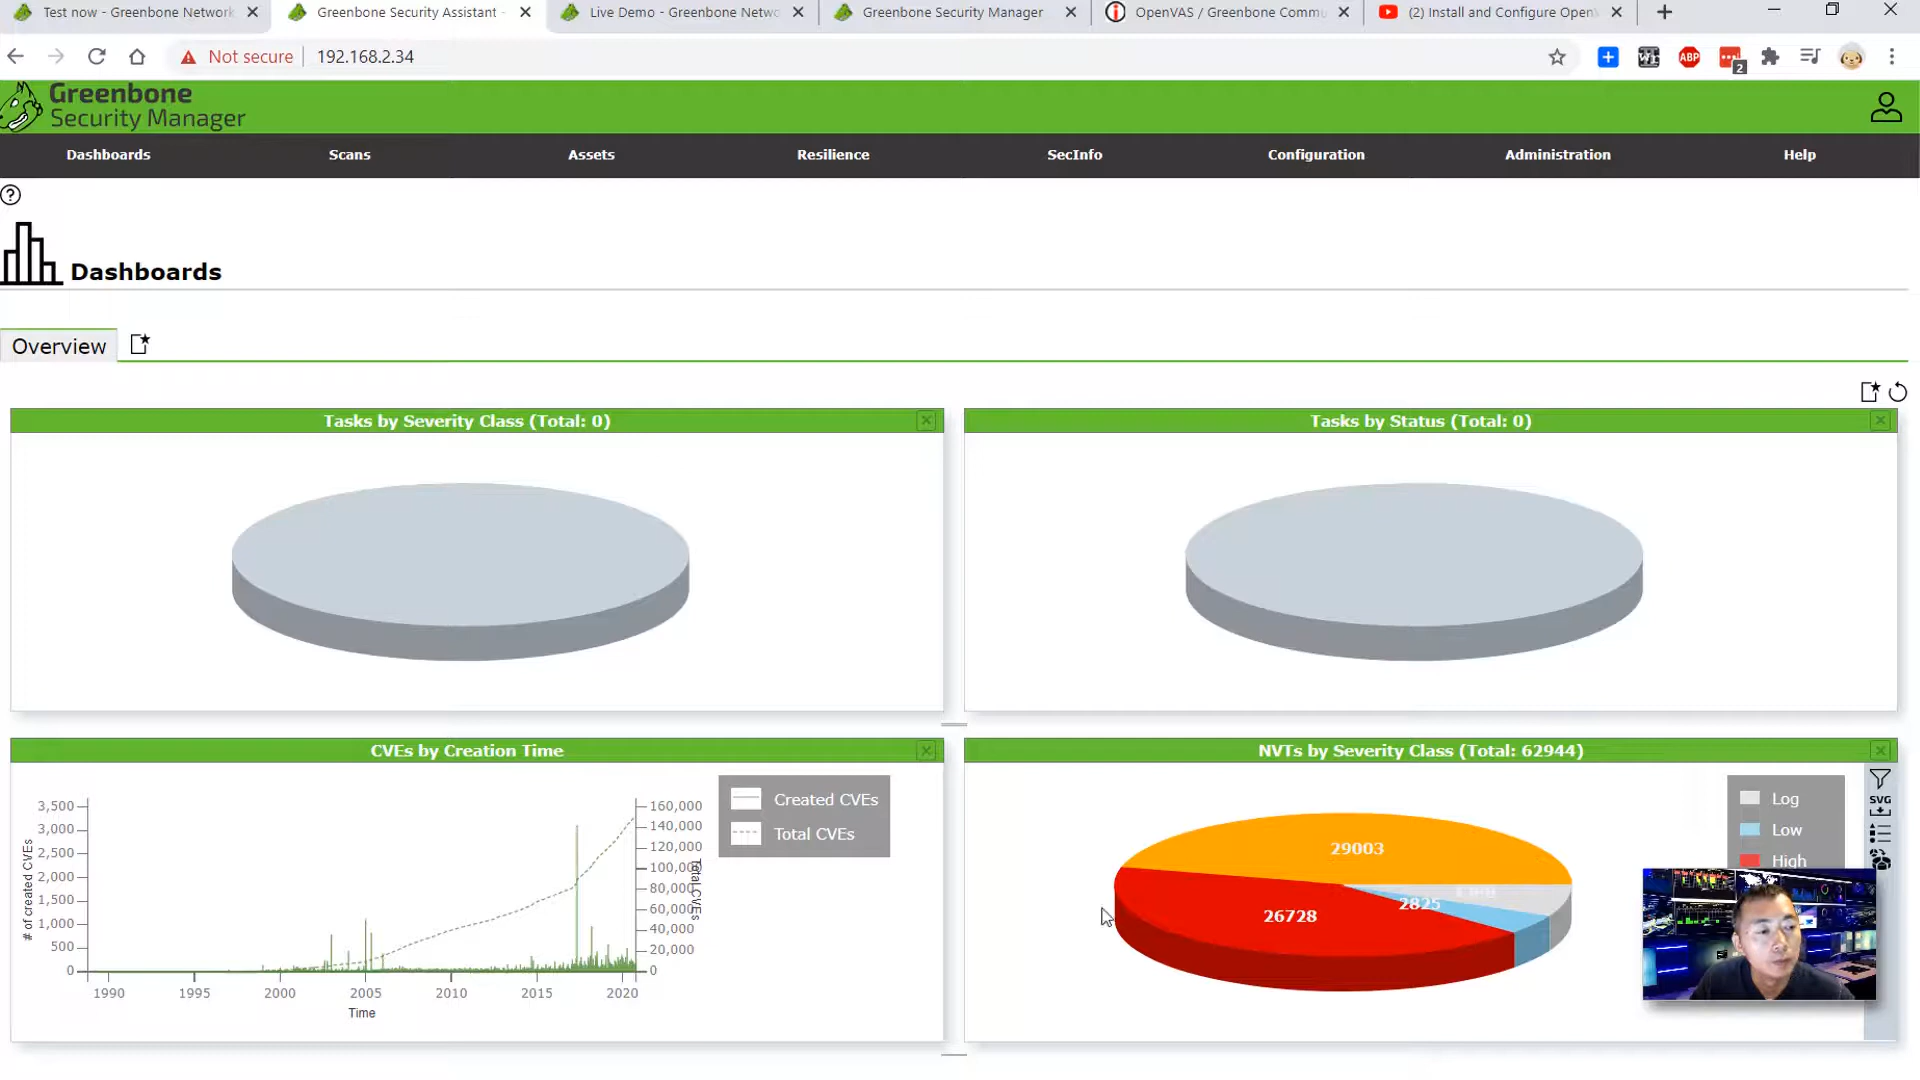 Test now - Greenbone Network
Greenbone Security Assistant -
Live Demo - Greenbone Netwo
Greenbone Security Manager
OpenVAS / Greenbone Commu
(2) Install and Configure OpenV
Not secure
192.168.2.34
ABP
2
Greenbone
Security Manager
Dashboards
Scans
Assets
Resilience
SecInfo
Configuration
Administration
Help
?
Dashboards
Overview
Tasks by Severity Class (Total: 0)
Tasks by Status (Total: 0)
CVEs by Creation Time
# of created CVEs
3,500
3,000
2,500
2,000
1,500
1,000
500
0
160,000
140,000
120,000
100,000
80,000
60,000
40,000
20,000
0
Total CVEs
1990
1995
2000
2005
2010
2015
2020
Time
Created CVEs
Total CVEs
NVTs by Severity Class (Total: 62944)
29003
26728
2825
Log
Low
High
SVG